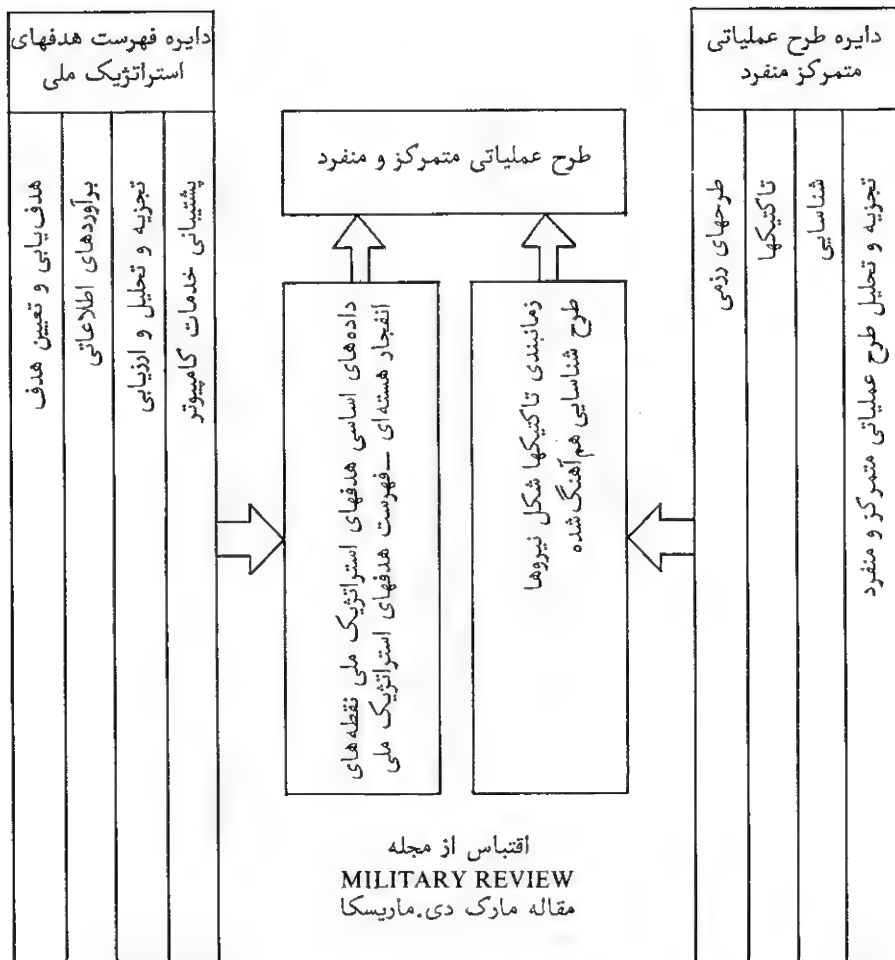 دایره طرح عملیاتی
متمرکز منفرد
تجزیه و تحلیل طرح عملیاتی متمرکز و منفرد
شناسایی
تاکتیکها
طرحهای رزمی
طرح عملیاتی متمرکز و منفرد
زمانبندی تاکتیکها شکل نیروها
طرح شناسایی هم‌آهنگ شده
داده‌های اساسی هدفهای استراتژیک ملی نقطه‌های
انفجار هسته‌ای – فهرست هدفهای استراتژیک ملی
دایره فهرست هدفهای
استراتژیک ملی
پشتیبانی خدمات کامپیوتر
تجزیه و تحلیل و ارزیابی
برآوردهای اطلاعاتی
هدف‌یابی و تعیین هدف
اقتباس از مجله
MILITARY REVIEW
مقاله مارک دی.ماریسکا